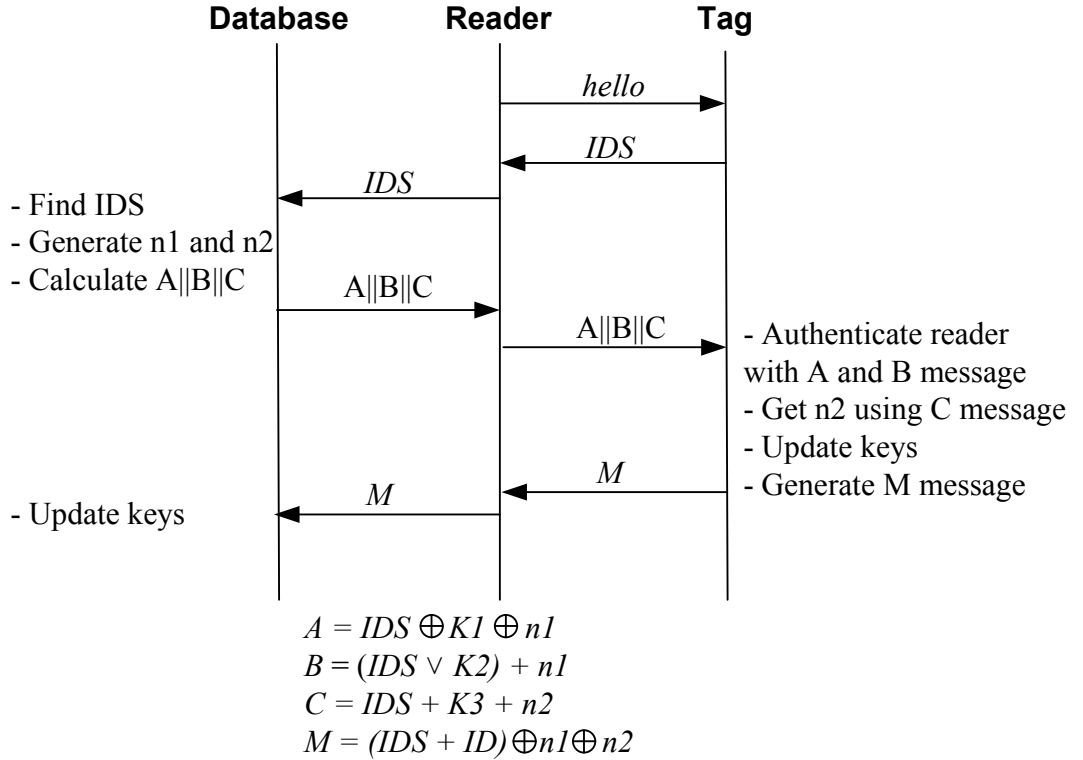 Database Reader Tag
hello
IDS
IDS
- Find IDS
- Generate n1 and n2
- Calculate A||B||C
A||B||C
A||B||C
- Authenticate reader
with A and B message
- Get n2 using C message
- Update keys
- Generate M message
M
M
- Update keys
A = IDS ⊕ K1 ⊕ n1
B = (IDS ∨ K2) + n1
C = IDS + K3 + n2
M = (IDS + ID) ⊕ n1 ⊕ n2